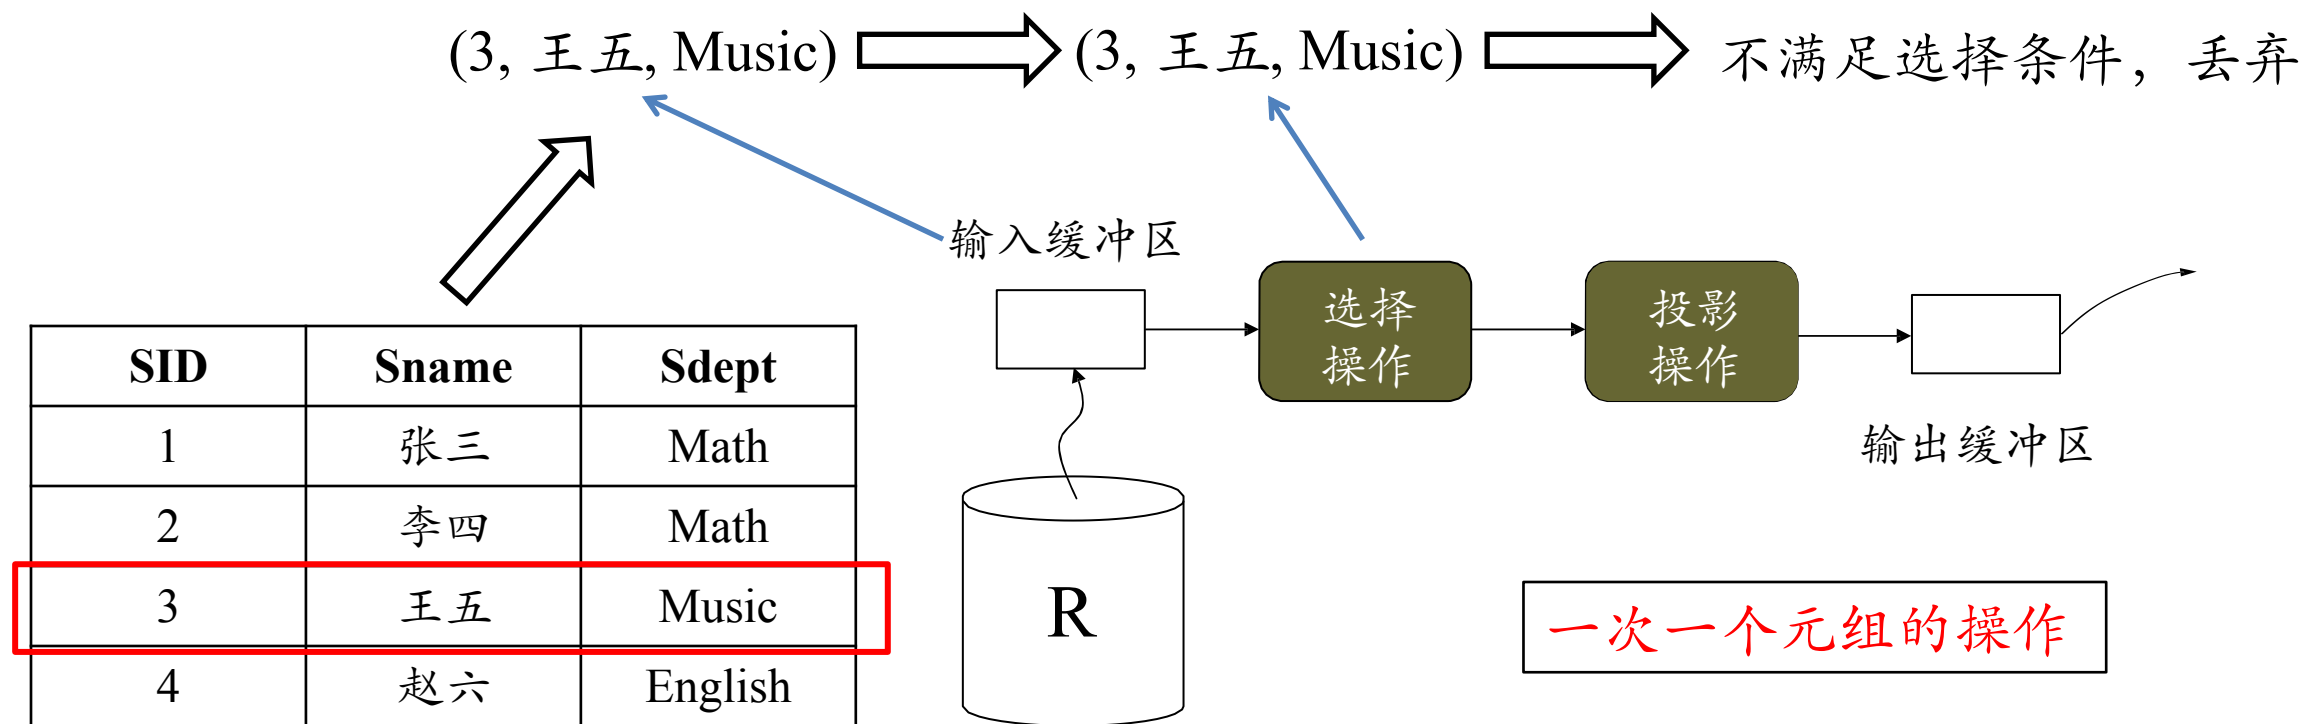 (3, 王五, Music) (3, 王五, Music) 不满足选择条件，丢弃
输入缓冲区
选择
操作
投影
操作
输出缓冲区
SID Sname Sdept
1 张三 Math
2 李四 Math
3 王五 Music
4 赵六 English
R
一次一个元组的操作